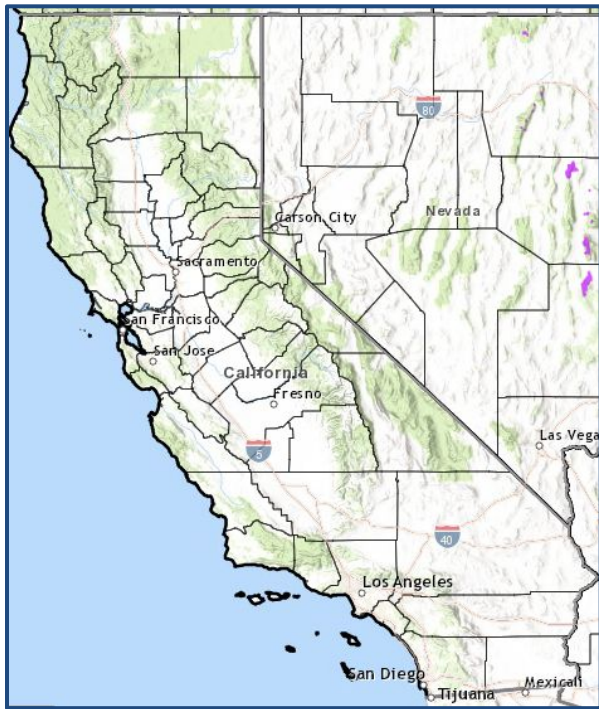 80
Nevada
Carson City
Sacramento
San Francisco
San Jose
California
Fresno
Las Vega
5
40
Los Angeles
San Diego
Tijuana
Mexicali